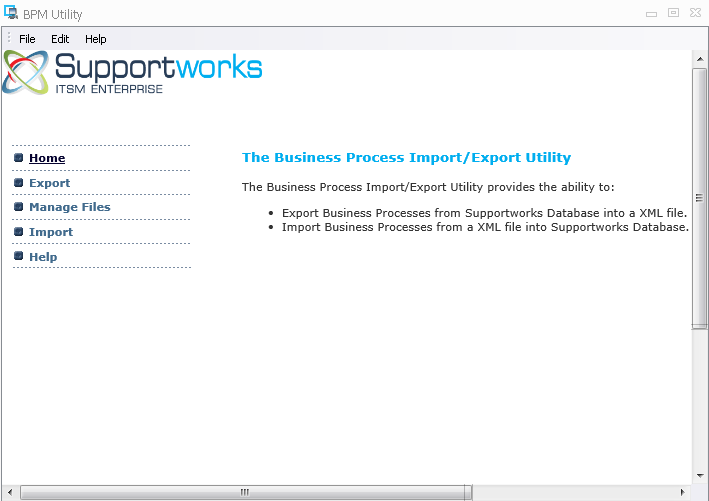 BPM Utility
File Edit Help
Supportworks
ITSM ENTERPRISE
Home
Export
Manage Files
Import
Help
The Business Process Import/Export Utility
The Business Process Import/Export Utility provides the ability to:
• Export Business Processes from Supportworks Database into a XML file.
• Import Business Processes from a XML file into Supportworks Database.